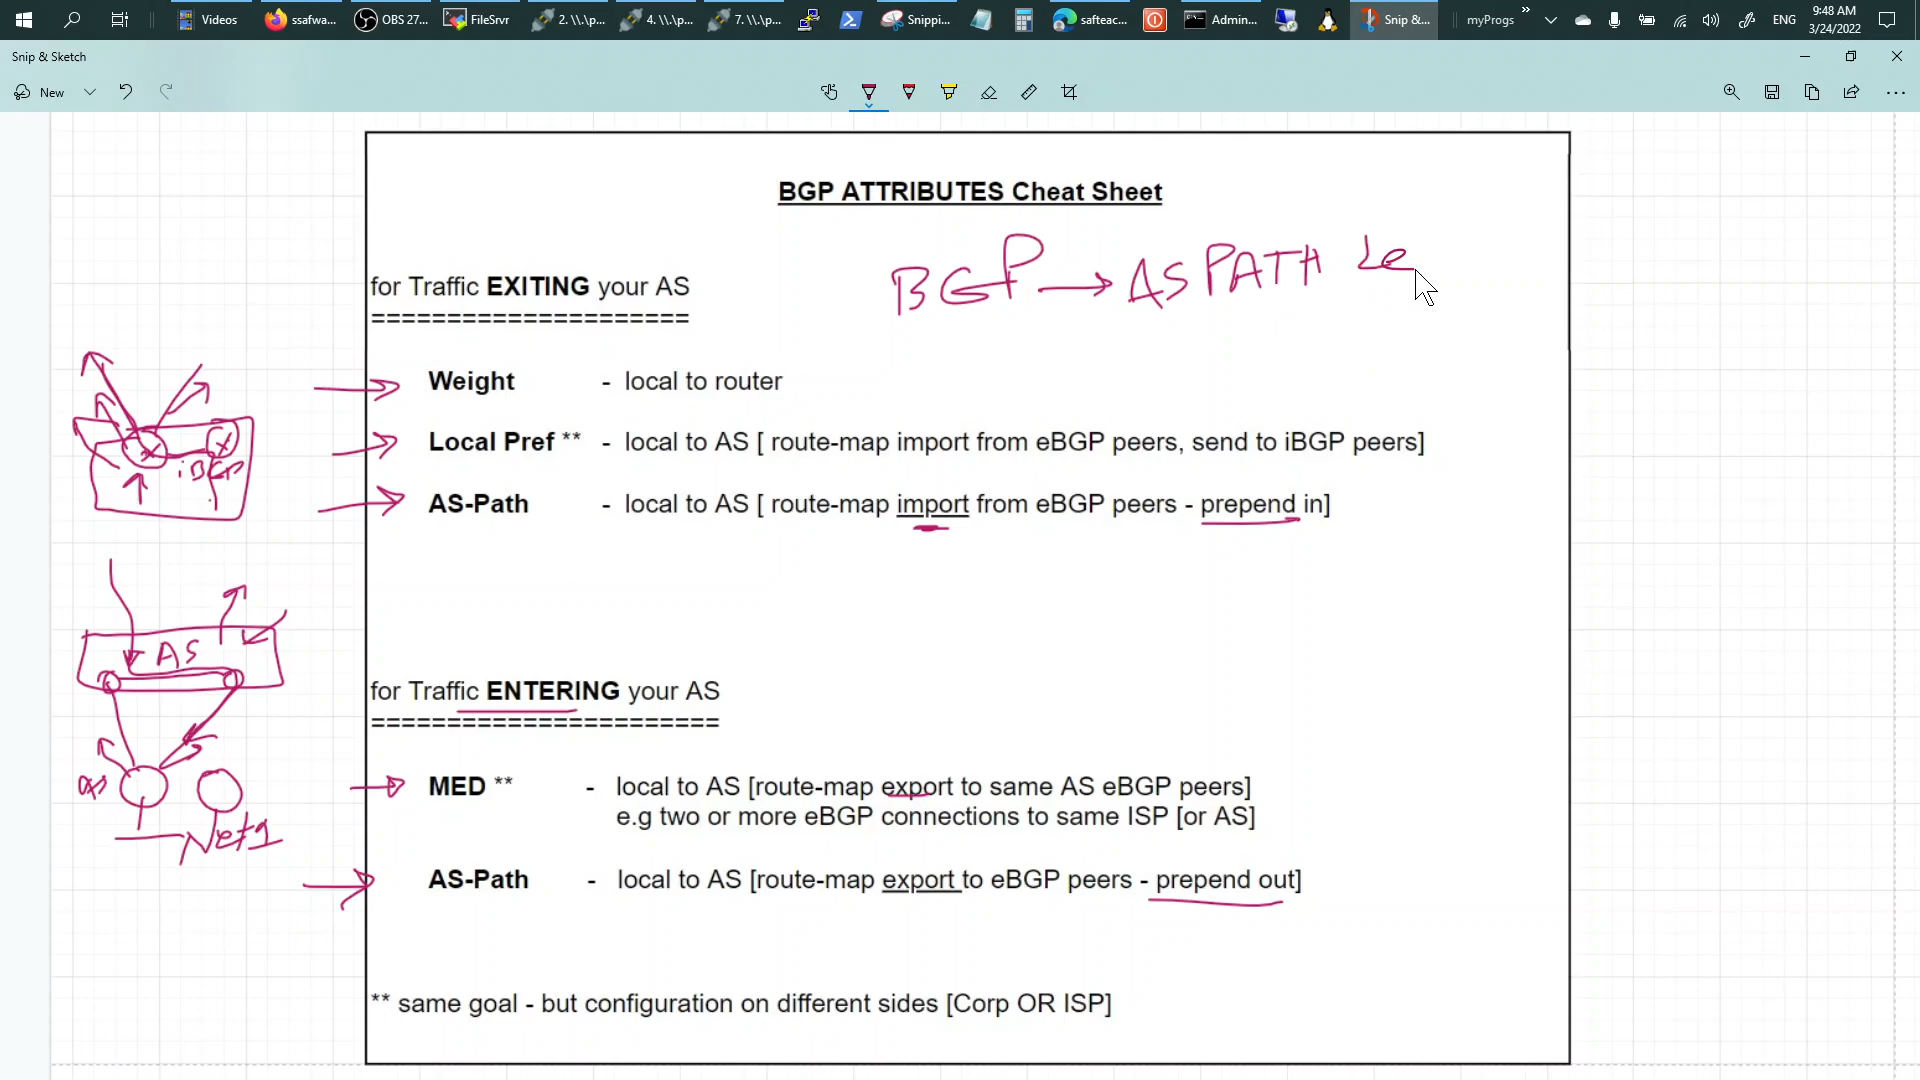 Videos
ssafwa...
OBS 27...
FileSrvr
2. \\.\p...
4. \\.\p...
7. \\.\p...
Snippi...
safteac...
Admin...
Snip &...
myProgs
ENG
9:48 AM
3/24/2022
Snip & Sketch
New
BGP ATTRIBUTES Cheat Sheet
BGP → ASPATH Le
for Traffic EXITING your AS
=====================
Weight - local to router
Local Pref ** - local to AS [ route-map import from eBGP peers, send to iBGP peers]
AS-Path - local to AS [ route-map import from eBGP peers - prepend in]
iBGP
AS
for Traffic ENTERING your AS
=======================
MED ** - local to AS [route-map export to same AS eBGP peers]
e.g two or more eBGP connections to same ISP [or AS]
Net1
AS-Path - local to AS [route-map export to eBGP peers - prepend out]
** same goal - but configuration on different sides [Corp OR ISP]